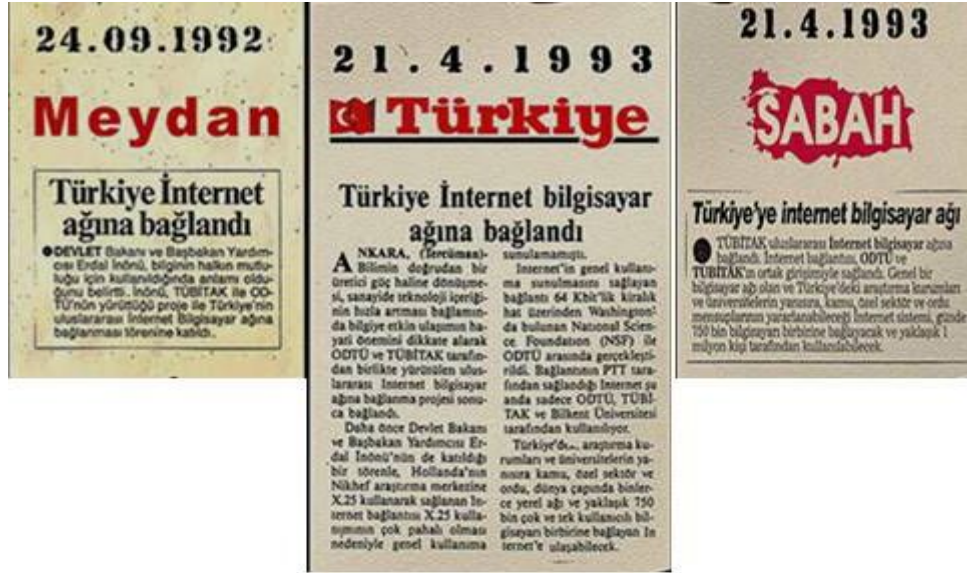 24.09.1992
Meydan
Türkiye İnternet
ağına bağlandı
DEVLET Bakanı ve Başbakan Yardım-
cısı Erdal İnönü, bilginin halkın mutlu-
luğu için kullanıldığında anlamı oldu-
ğunu belirtti. İnönü, TÜBİTAK ile OD-
TÜ'nün yürüttüğü proje ile Türkiye'nin
uluslararası İnternet Bilgisayar ağına
bağlanması törenine katıldı.
21.4.1993
Türkiye
Türkiye İnternet bilgisayar
ağına bağlandı
ANKARA, (Tercüman)-
Bilimin doğrudan bir
üretici güç haline dönüşme-
si, sanayide teknoloji içeriği-
nin hızla artması bağlamın-
da bilgiye etkin ulaşımın ha-
yati önemini dikkate alarak
ODTÜ ve TÜBİTAK tarafın-
dan birlikte yürütülen ulus-
lararası Internet bilgisayar
ağına bağlanma projesi sonu-
ca bağlandı.
Daha önce Devlet Bakanı
ve Başbakan Yardımcısı Er-
dal İnönü'nün de katıldığı
bir törenle, Hollanda'nın
Nikhef araştırma merkezine
X.25 kullanarak sağlanan In-
ternet bağlantısı X.25 kulla-
nımının çok pahalı olması
nedeniyle genel kullanıma
sunulamamıştı.
Internet'in genel kullanı-
ma sunulmasını sağlayan
bağlantı 64 Kbit'lik kiralık
hat üzerinden Washington'
da bulunan National Scien-
ce Foundation (NSF) ile
ODTÜ arasında gerçekleşti-
rildi. Bağlantının PTT tara-
fından sağlandığı Internet şu
anda sadece ODTÜ, TÜBİ-
TAK ve Bilkent Üniversitesi
tarafından kullanılıyor.
araştırma ku-
rumları ve üniversitelerin ya-
nısıra kamu, özel sektör ve
ordu, dünya çapında binler-
ce yerel ağı ve yaklaşık 750
bin çok ve tek kullanıcılı bil-
gisayarı birbirine bağlayan In
ternet'e ulaşabilecek.
21.4.1993
SABAH
Türkiye'ye internet bilgisayar ağı
TÜBİTAK uluslararası İnternet bilgisayar ağına
bağlandı. İnternet bağlantısı, ODTÜ ve
TÜBİTAK'ın ortak girişimiyle sağlandı. Genel bir
bilgisayar ağı olan ve Türkiye'deki araştırma kurumları
ve üniversitelerin yanısıra, kamu, özel sektör ve ordu
mensuplarının yararlanabileceği İnternet sistemi, günde
750 bin bilgisayarı birbirine bağlayacak ve yaklaşık 1
milyon kişi tarafından kullanılabilecek.